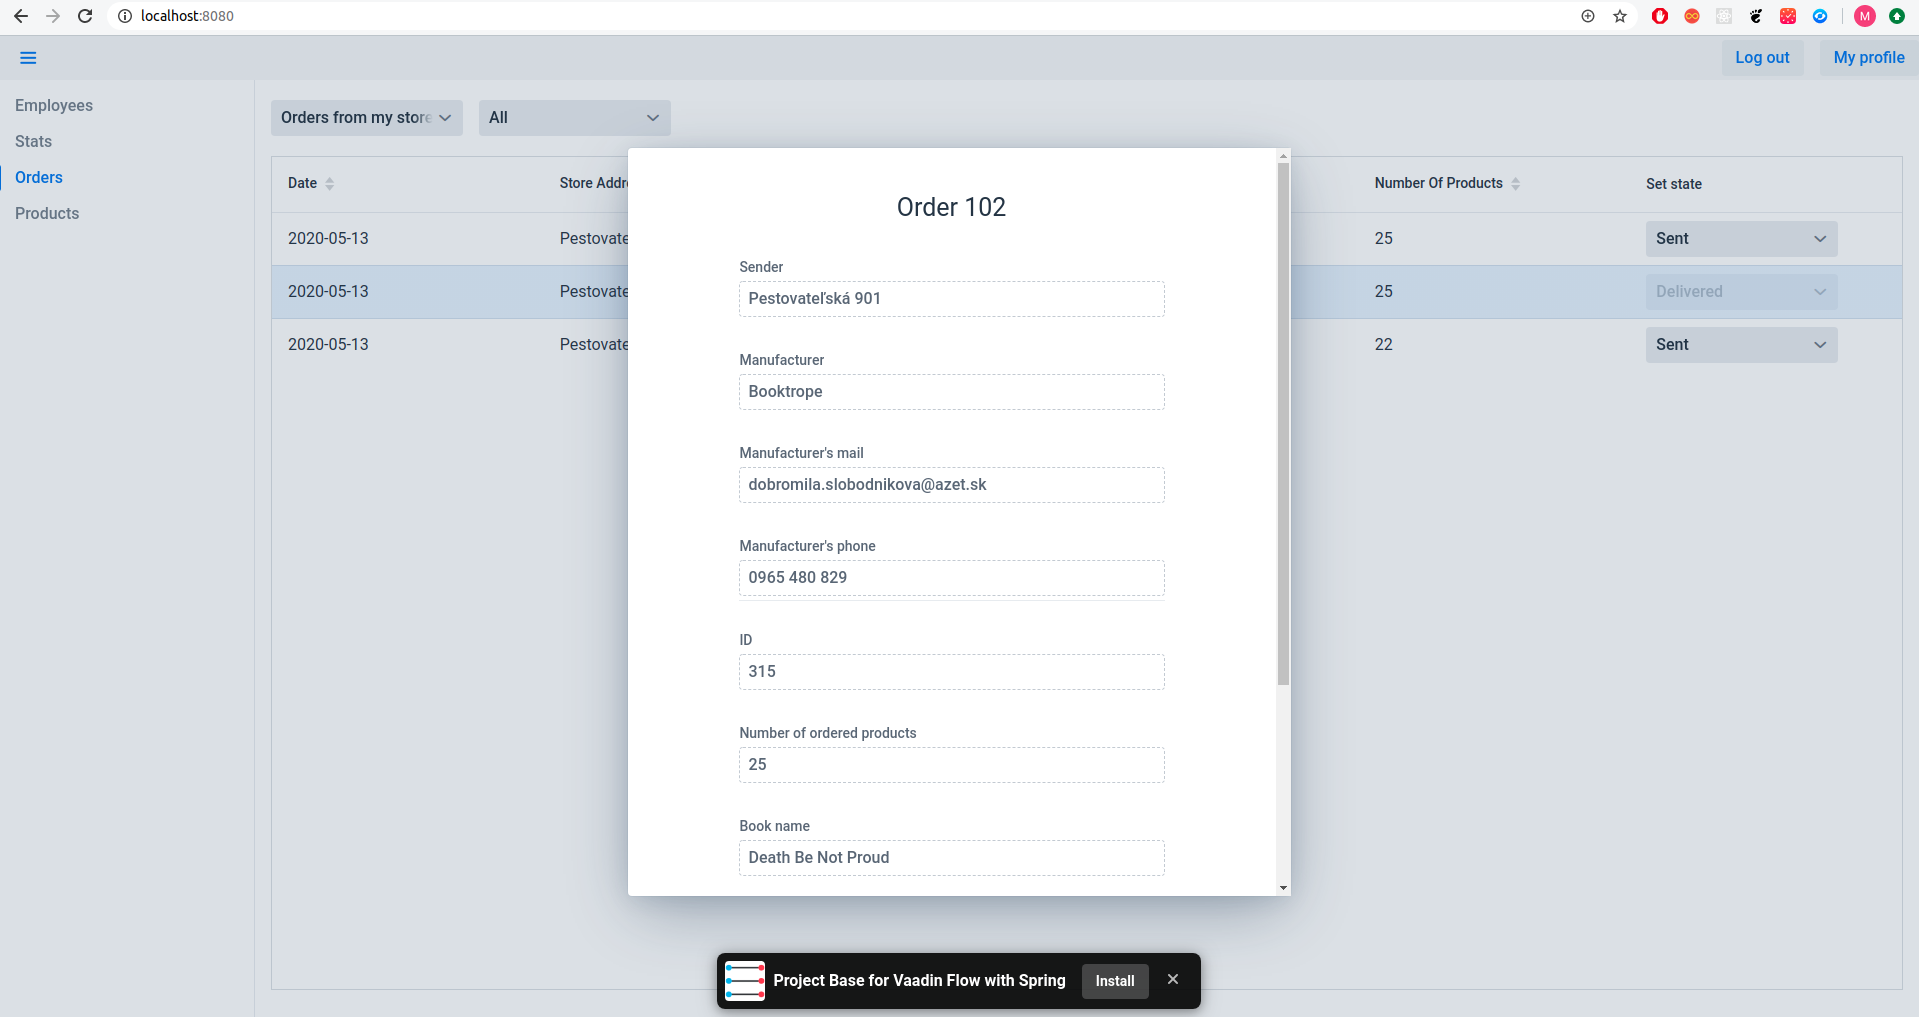 localhost:8080
M
Log out
My profile
Employees
Stats
Orders
Products
Orders from my store
All
Date
Store Addre
Number Of Products
Set state
2020-05-13
Pestovate
25
Sent
2020-05-13
Pestovate
25
Delivered
2020-05-13
Pestovate
22
Sent
Order 102
Sender
Pestovateľská 901
Manufacturer
Booktrope
Manufacturer's mail
dobromila.slobodnikova@azet.sk
Manufacturer's phone
0965 480 829
ID
315
Number of ordered products
25
Book name
Death Be Not Proud
Project Base for Vaadin Flow with Spring
Install